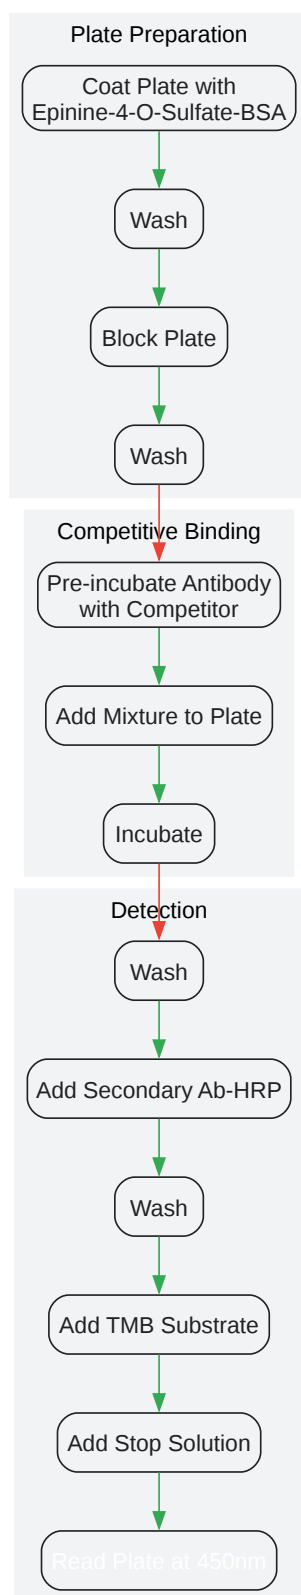 Plate Preparation
Coat Plate with
Epinine-4-O-Sulfate-BSA
Wash
Block Plate
Wash
Competitive Binding
Pre-incubate Antibody
with Competitor
Add Mixture to Plate
Incubate
Detection
Wash
Add Secondary Ab-HRP
Wash
Add TMB Substrate
Add Stop Solution
Read Plate at 450nm